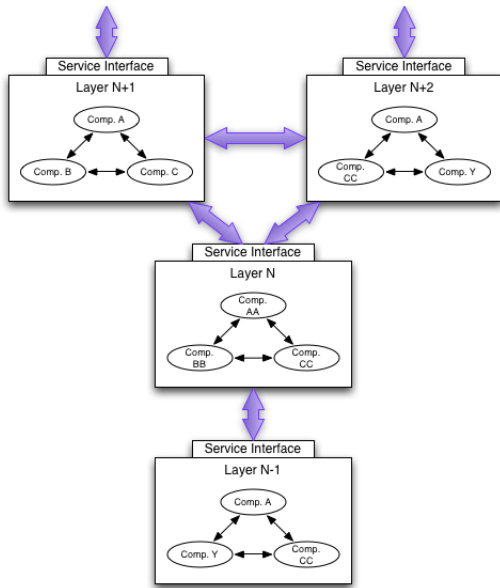 Service Interface
Service Interface
Layer N+1
Layer N+2
Comp. A
Comp. A
Comp. B
Comp. C
Comp.
CC
Comp. Y
Service Interface
Layer N
Comp.
AA
Comp.
BB
Comp.
CC
Service Interface
Layer N-1
Comp. A
Comp. Y
Comp.
CC